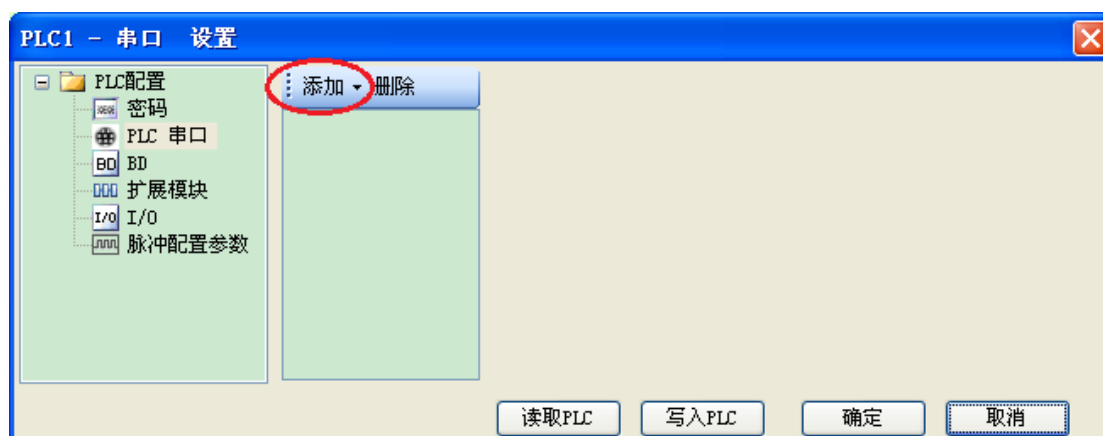 PLC1 - 串口 设置
PLC配置
密码
PLC 串口
BD BD
扩展模块
I/O I/O
脉冲配置参数
添加 删除
读取PLC 写入PLC 确定 取消